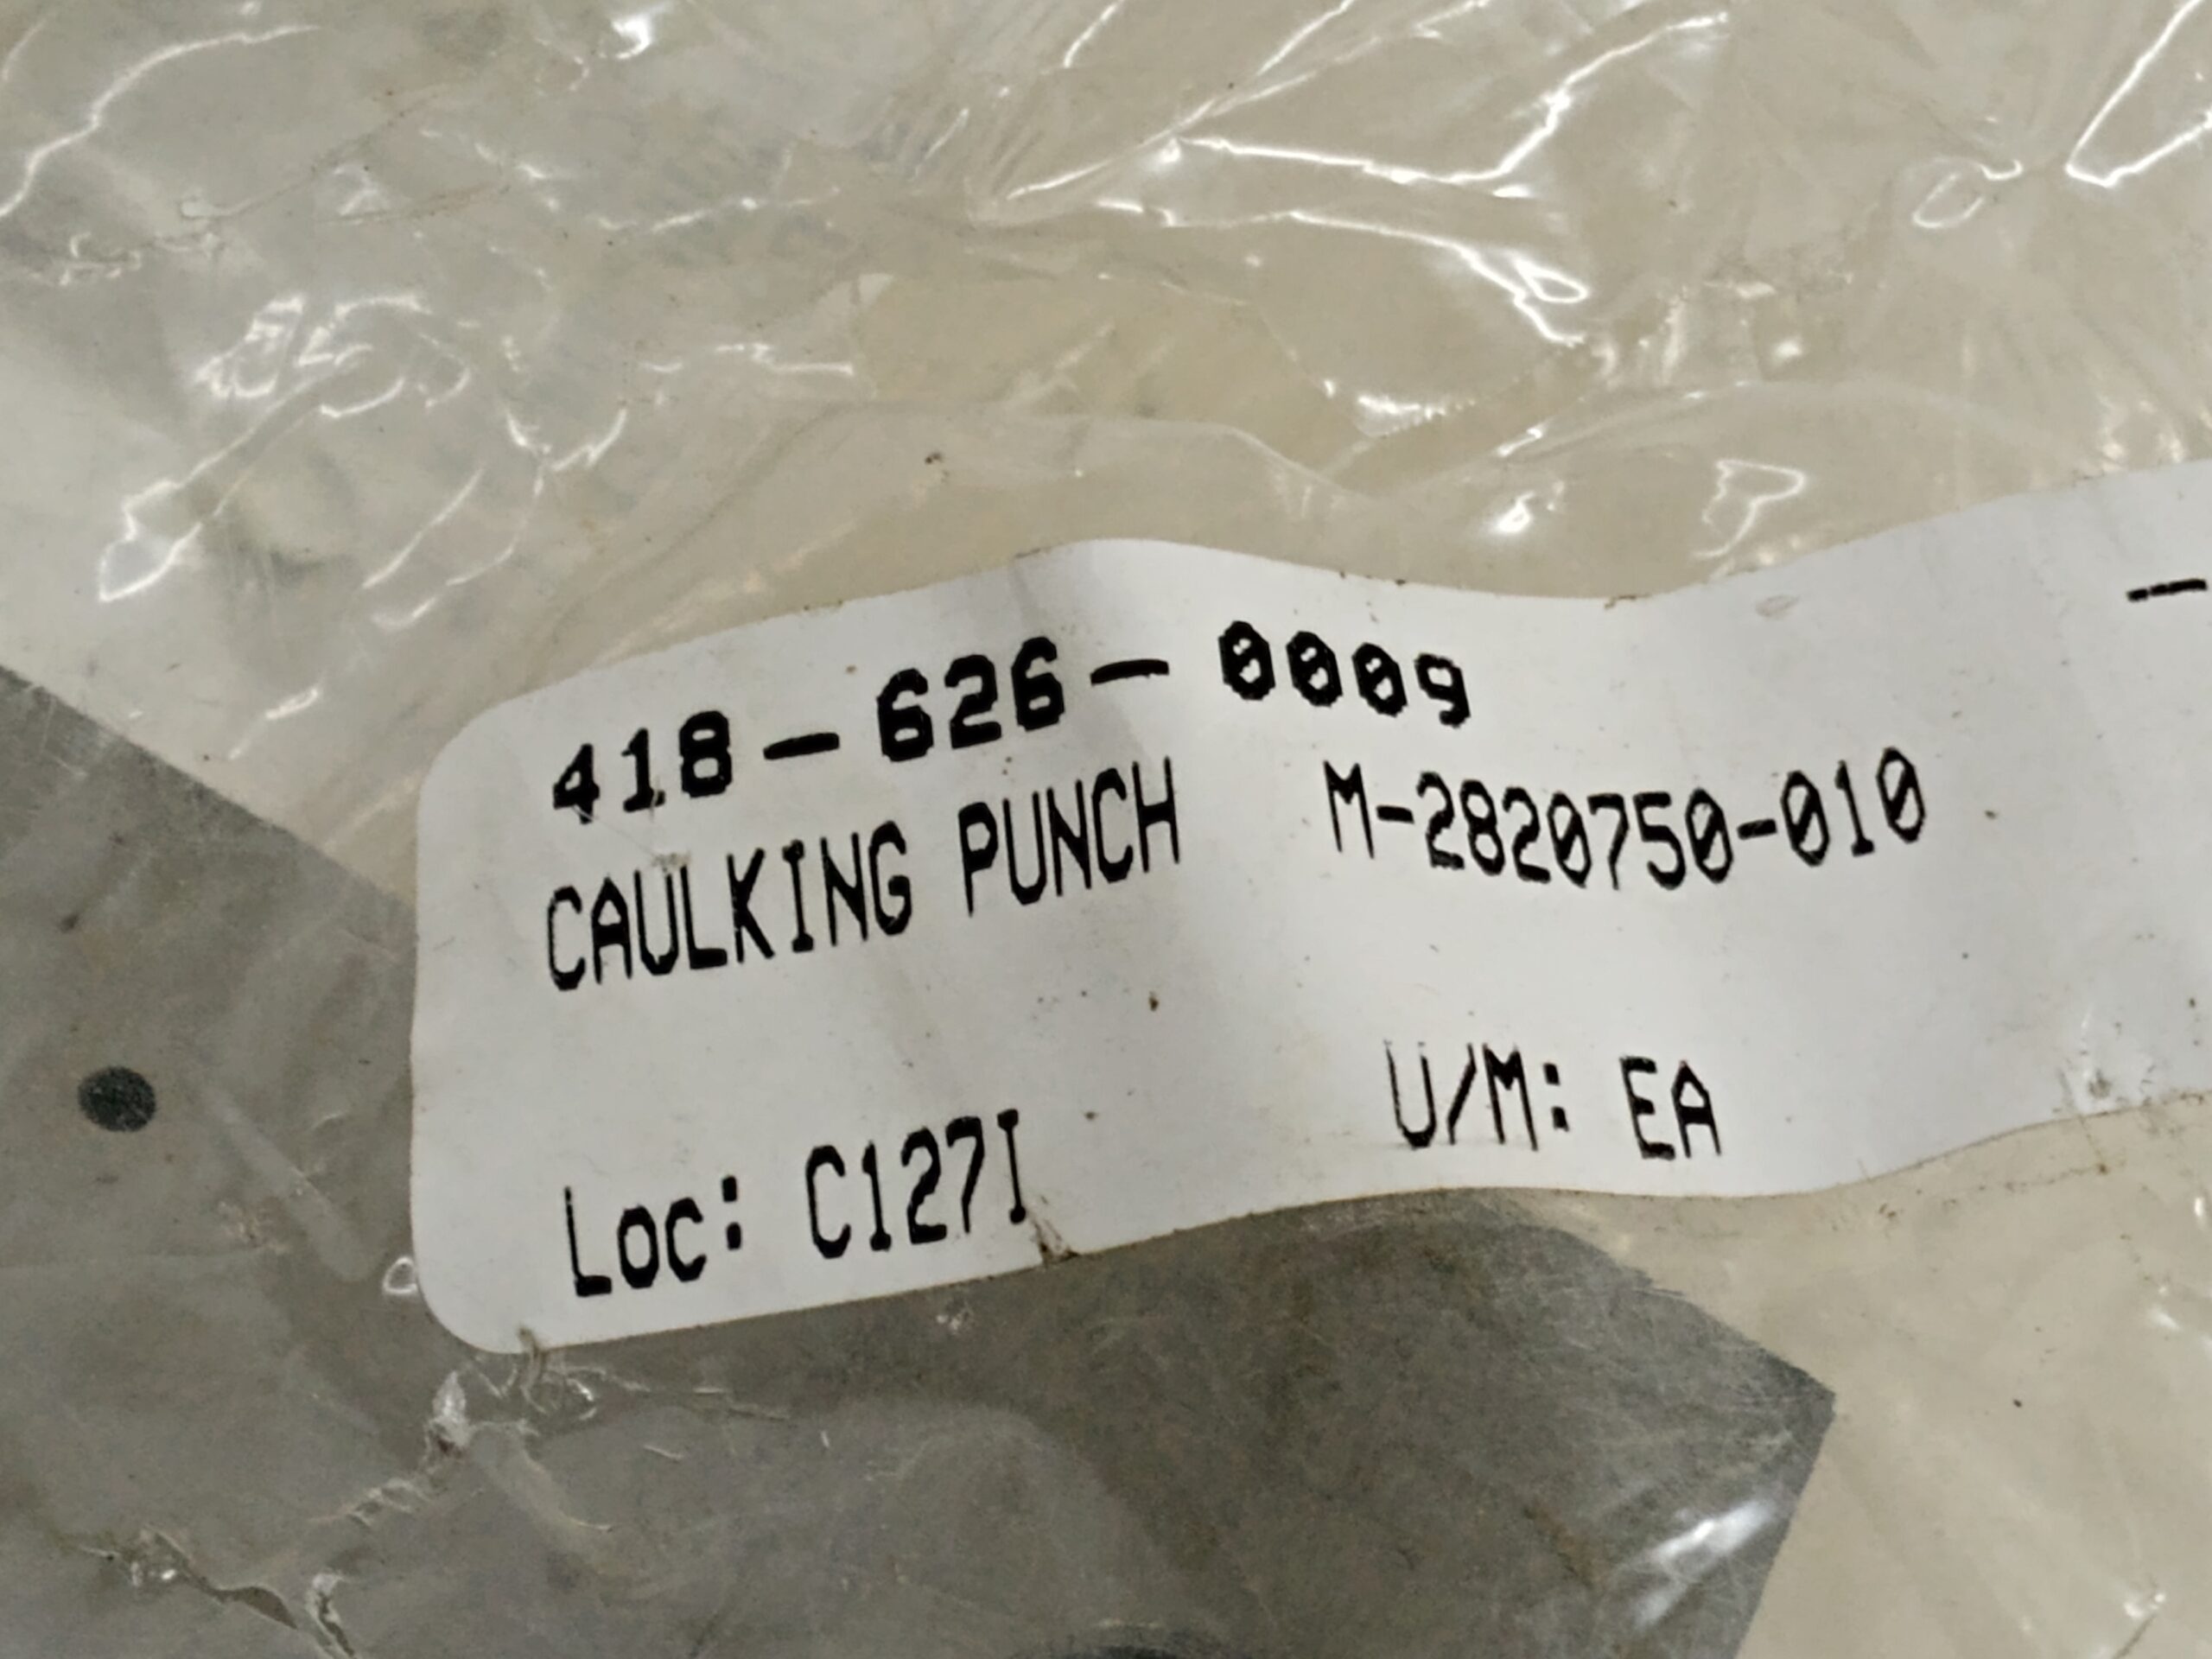 418-626-0009 -
CAULKING PUNCH M-2820750-010
Loc: C127I U/M: EA